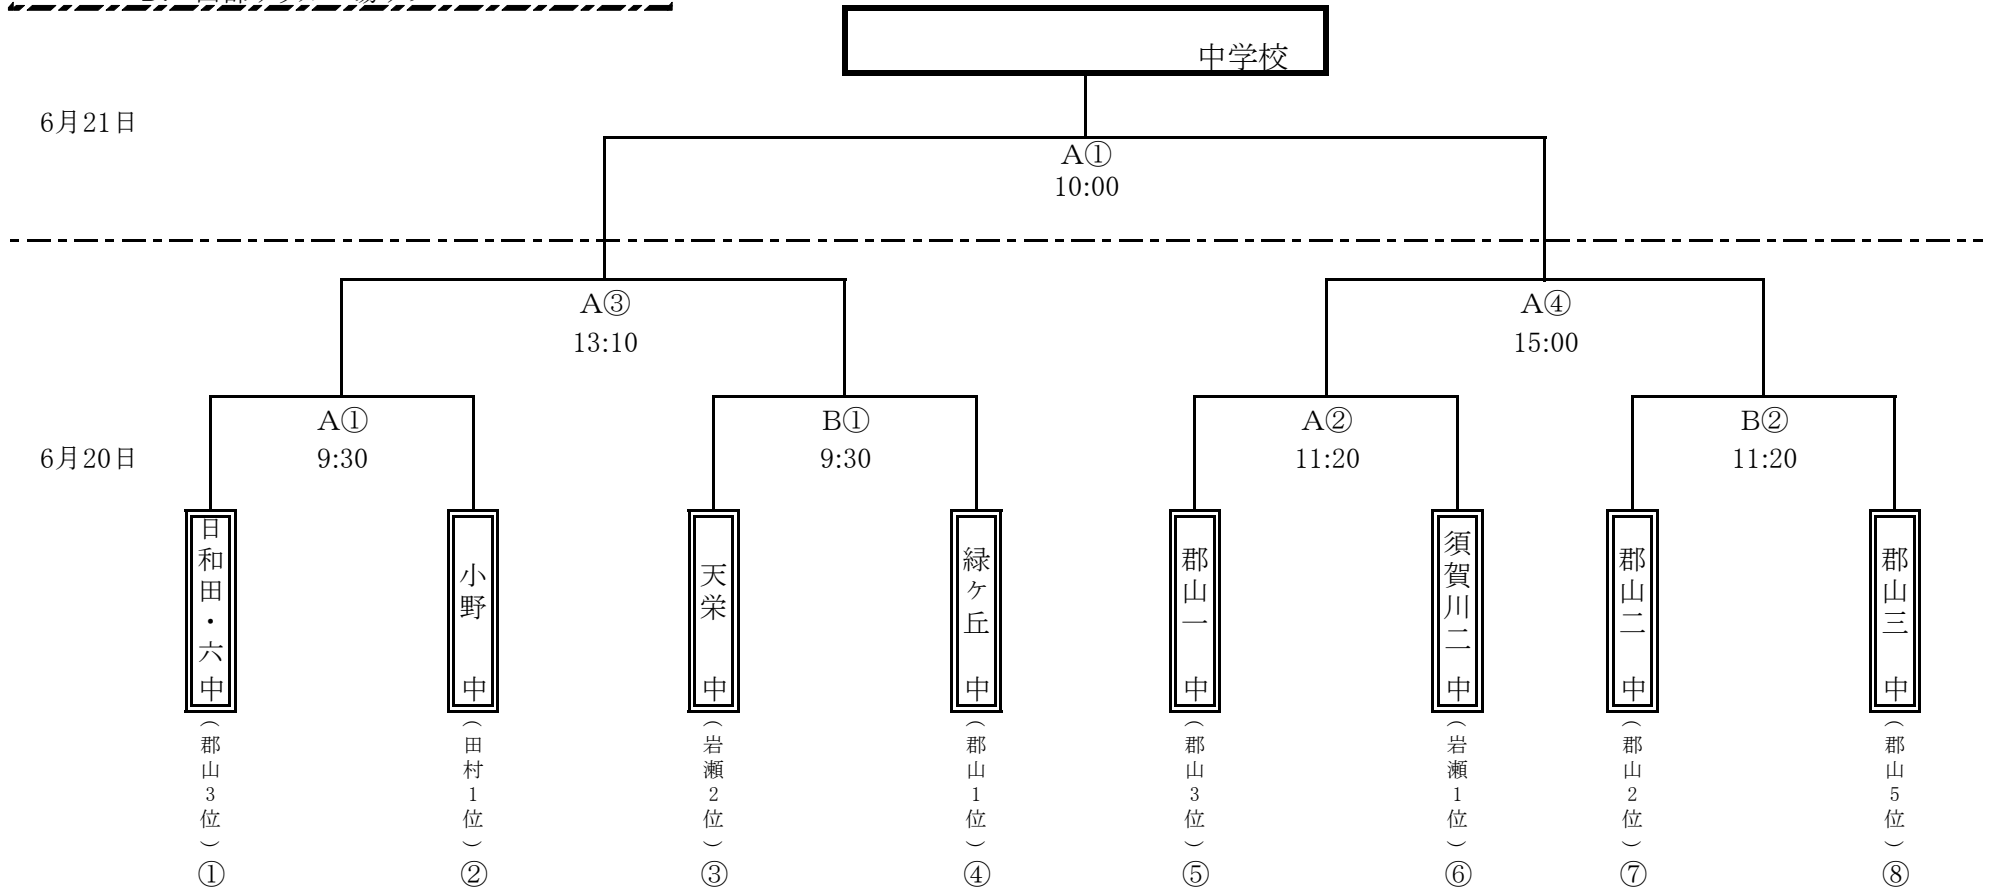 中学校
6月21日
A①
10:00
A③
13:10
A④
15:00
A①
9:30
B①
9:30
A②
11:20
B②
11:20
6月20日
日和田・六中
小野 中
天栄 中
緑ヶ丘 中
郡山一 中
須賀川二 中
郡山二 中
郡山三 中
（郡山3位）
（田村1位）
（岩瀬2位）
（郡山1位）
（郡山3位）
（岩瀬1位）
（郡山2位）
（郡山5位）
①
②
③
④
⑤
⑥
⑦
⑧